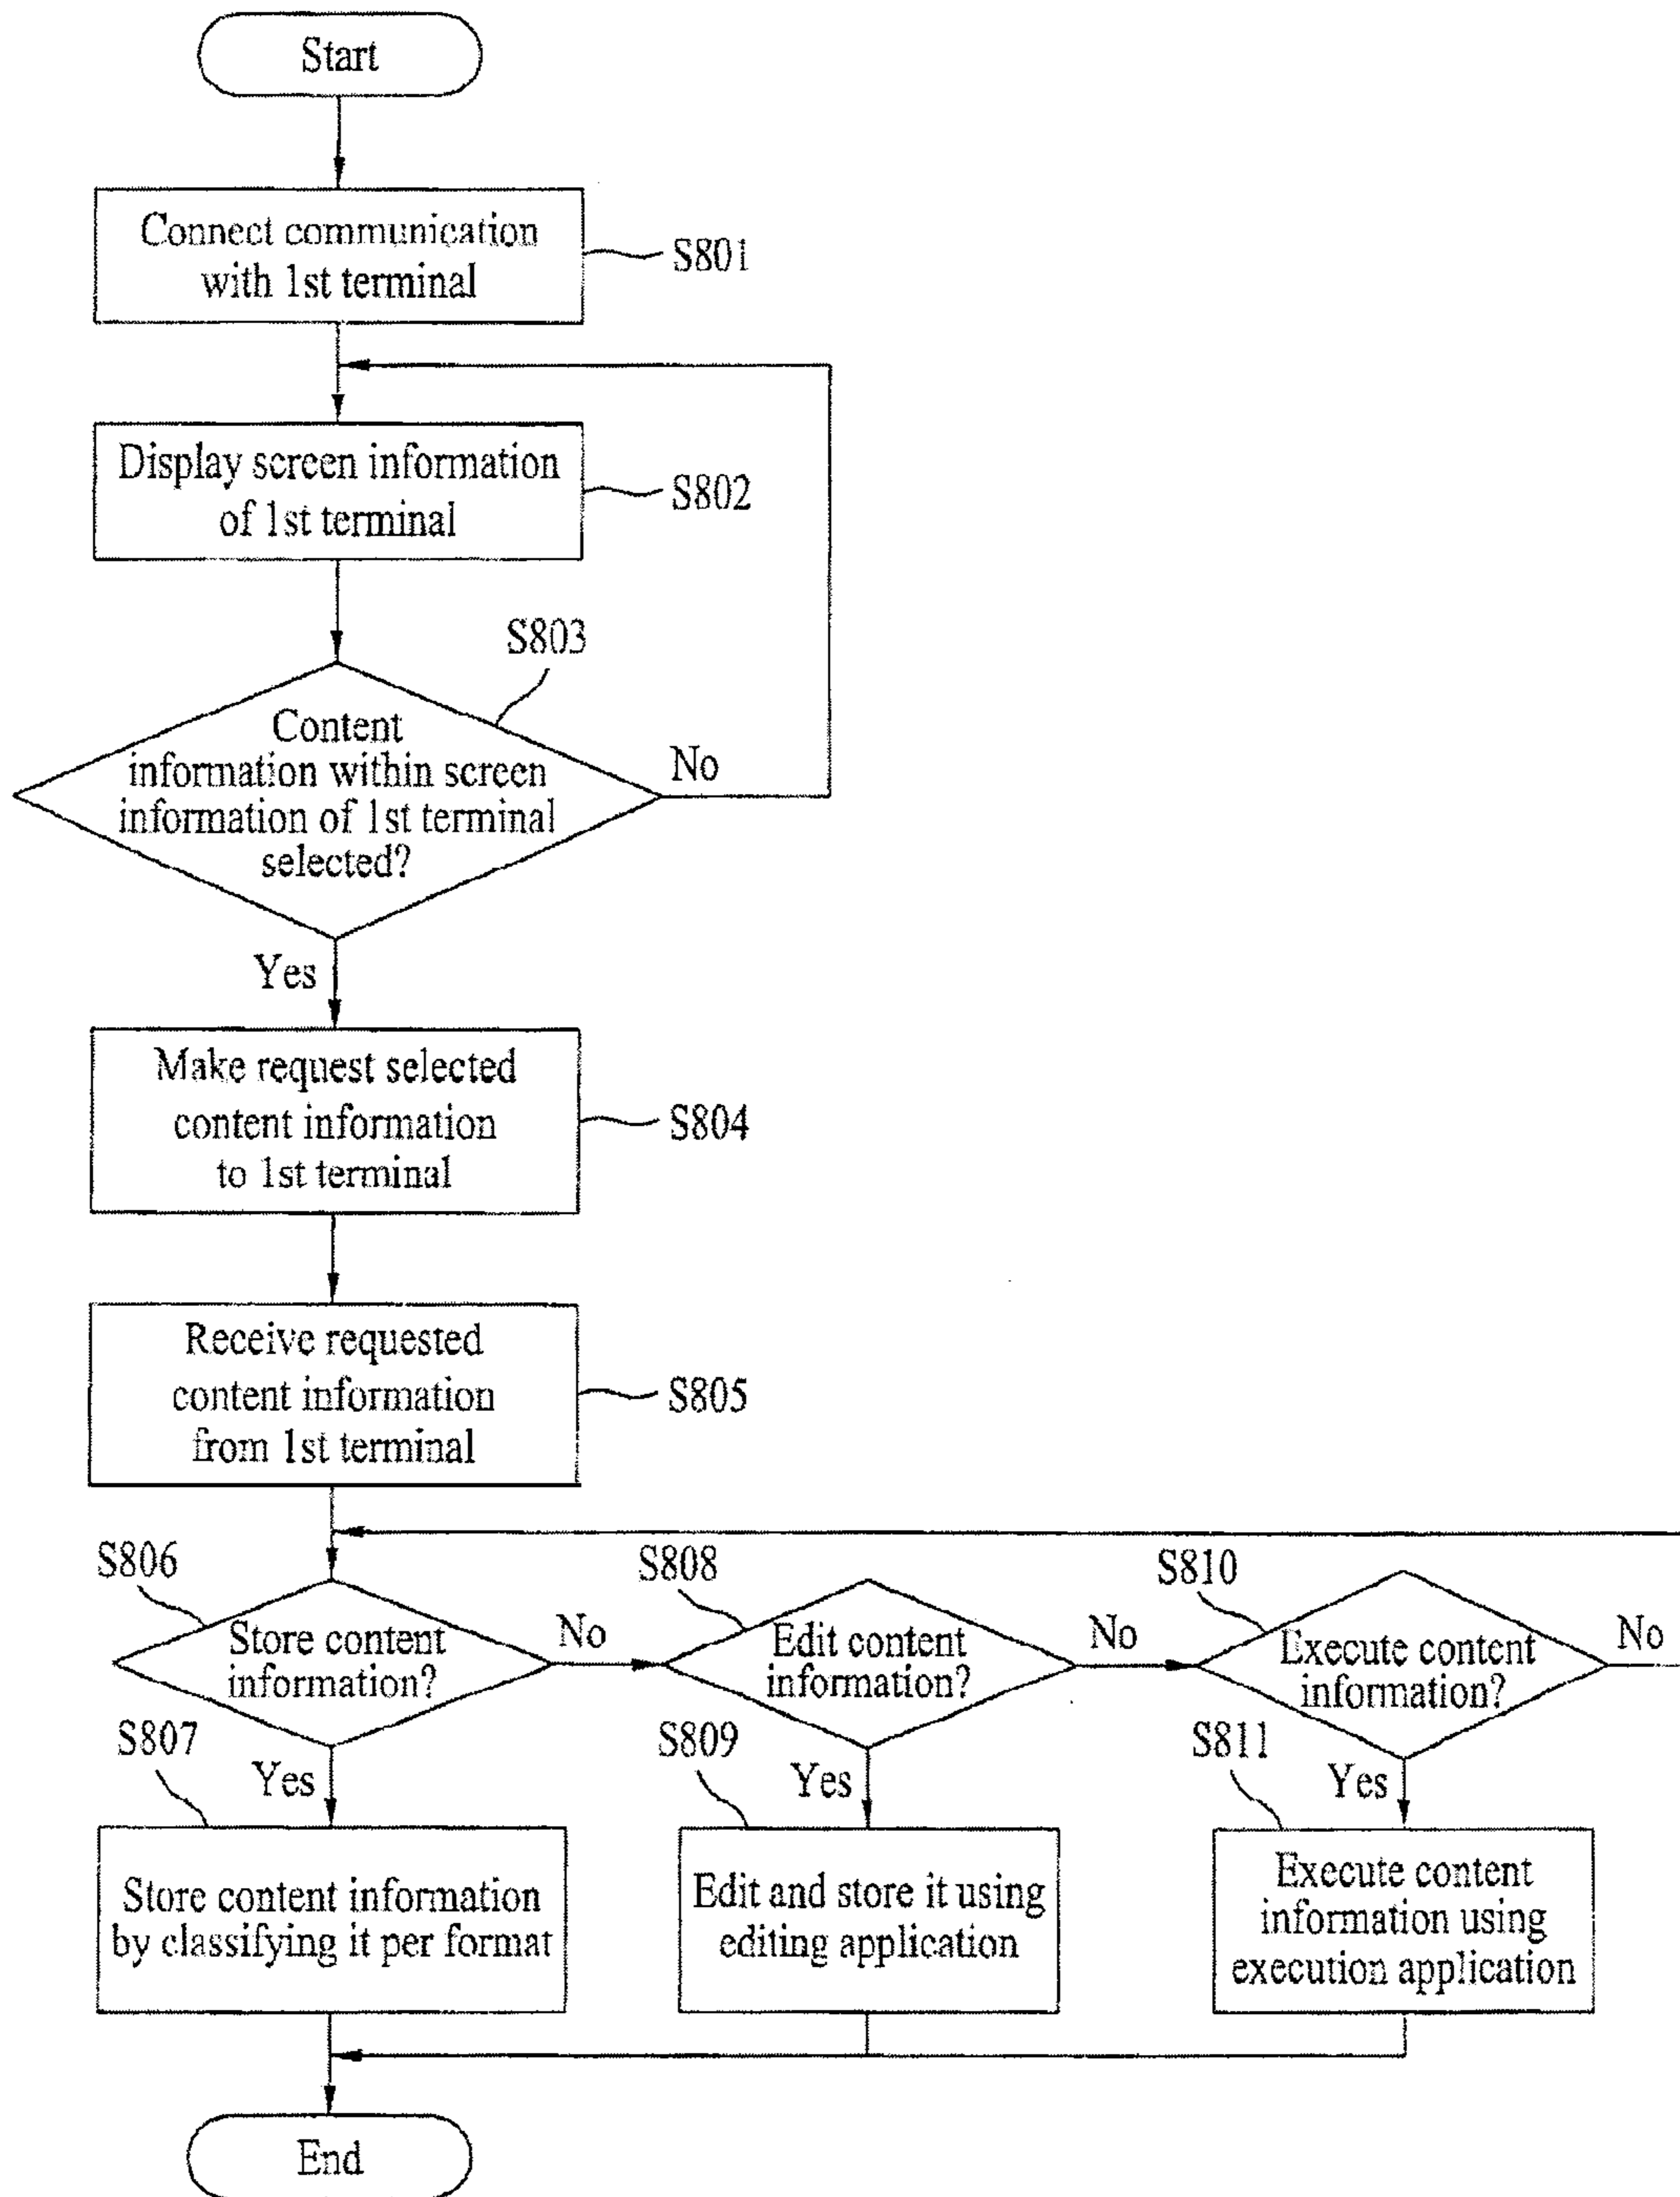 Start
Connect communication
with 1st terminal
S801
Display screen information
of 1st terminal
S802
S803
Content
information within screen
information of 1st terminal
selected?
No
Yes
Make request selected
content information
to 1st terminal
S804
Receive requested
content information
from 1st terminal
S805
S806
Store content
information?
No
S808
Edit content
information?
No
S810
Execute content
information?
No
S807
Yes
Store content information
by classifying it per format
S809
Yes
Edit and store it using
editing application
S811
Yes
Execute content
information using
execution application
End